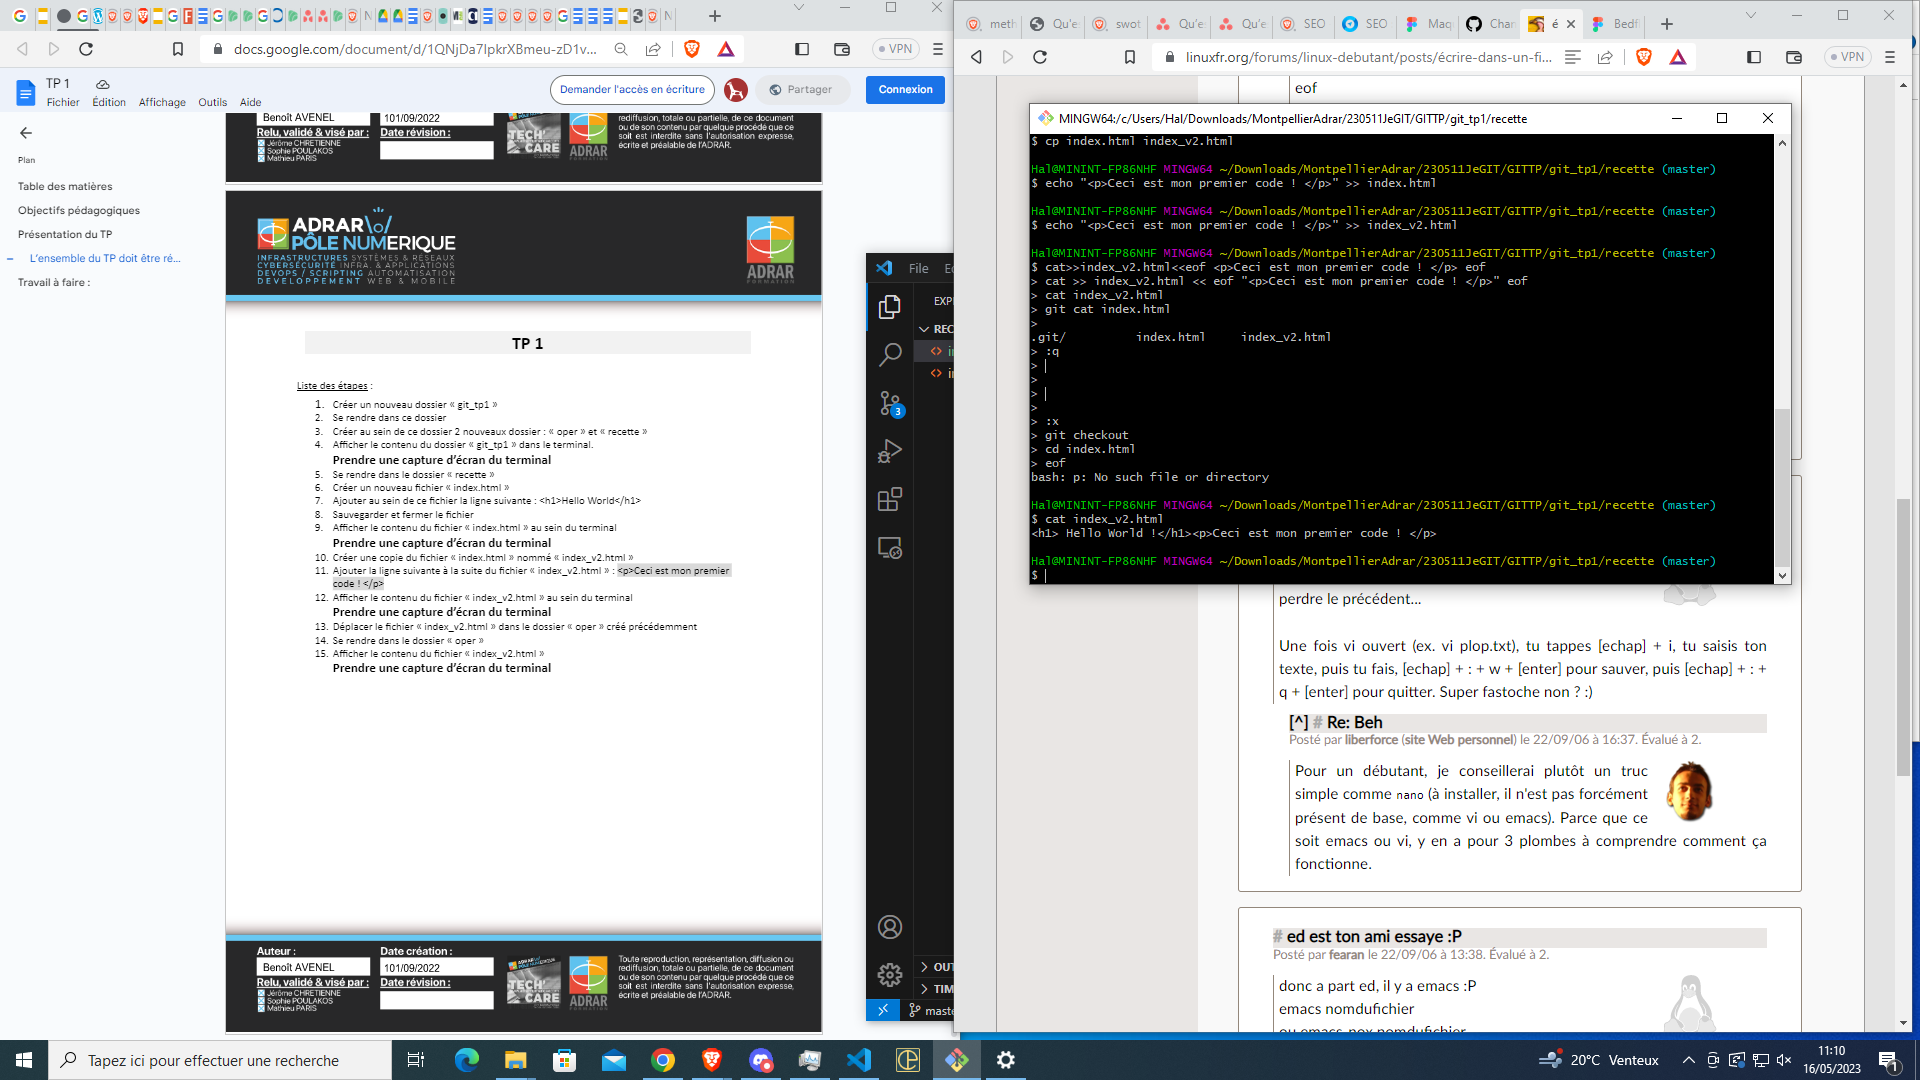 docs.google.com/document/d/1QNjDa7IpkrXBmeu-zD1v...
VPN
TP 1
Fichier Édition Affichage Outils Aide
Demander l'accès en écriture
Partager
Connexion
Plan
Table des matières
Objectifs pédagogiques
Présentation du TP
L'ensemble du TP doit être ré...
Travail à faire :
Benoît AVENEL
101/09/2022
Relu, validé & visé par :
Date révision :
Jérôme CHRETIENNE
Sophie POULAKOS
Mathieu PARIS
TECH'
CARE
ADRAR
FORMATION
rediffusion, totale ou partielle, de ce document
ou de son contenu par quelque procédé que ce
soit est interdite sans l'autorisation expresse,
écrite et préalable de l'ADRAR.
ADRAR\o/
PÔLE NUMERIQUE
INFRASTRUCTURES SYSTÈMES & RÉSEAUX
CYBERSÉCURITÉ INFRA. & APPLICATIONS
DEVOPS / SCRIPTING AUTOMATISATION
DEVELOPPEMENT WEB & MOBILE
ADRAR
FORMATION
TP 1
Liste des étapes :
1. Créer un nouveau dossier « git_tp1 »
2. Se rendre dans ce dossier
3. Créer au sein de ce dossier 2 nouveaux dossier : « oper » et « recette »
4. Afficher le contenu du dossier « git_tp1 » dans le terminal.
Prendre une capture d'écran du terminal
5. Se rendre dans le dossier « recette »
6. Créer un nouveau fichier « index.html »
7. Ajouter au sein de ce fichier la ligne suivante : <h1>Hello World</h1>
8. Sauvegarder et fermer le fichier
9. Afficher le contenu du fichier « index.html » au sein du terminal
Prendre une capture d'écran du terminal
10. Créer une copie du fichier « index.html » nommé « index_v2.html »
11. Ajouter la ligne suivante à la suite du fichier « index_v2.html » : <p>Ceci est mon premier
code ! </p>
12. Afficher le contenu du fichier « index_v2.html » au sein du terminal
Prendre une capture d'écran du terminal
13. Déplacer le fichier « index_v2.html » dans le dossier « oper » créé précédemment
14. Se rendre dans le dossier « oper »
15. Afficher le contenu du fichier « index_v2.html »
Prendre une capture d'écran du terminal
Auteur :
Date création :
Benoît AVENEL
101/09/2022
Relu, validé & visé par :
Date révision :
Jérôme CHRETIENNE
Sophie POULAKOS
Mathieu PARIS
TECH'
CARE
ADRAR
FORMATION
Toute reproduction, représentation, diffusion ou
rediffusion, totale ou partielle, de ce document
ou de son contenu par quelque procédé que ce
soit est interdite sans l'autorisation expresse,
écrite et préalable de l'ADRAR.
File
EXP
REC
3
OUT
TIM
maste
meth Qu'e swot Qu'e Qu'e SEO SEO Maq Char é Bedf
linuxfr.org/forums/linux-debutant/posts/écrire-dans-un-fi...
VPN
eof
MINGW64:/c/Users/Hal/Downloads/MontpellierAdrar/230511JeGIT/GITTP/git_tp1/recette
$ cp index.html index_v2.html
Hal@MININT-FP86NHF MINGW64 ~/Downloads/MontpellierAdrar/230511JeGIT/GITTP/git_tp1/recette (master)
$ echo "<p>Ceci est mon premier code ! </p>" >> index.html
Hal@MININT-FP86NHF MINGW64 ~/Downloads/MontpellierAdrar/230511JeGIT/GITTP/git_tp1/recette (master)
$ echo "<p>Ceci est mon premier code ! </p>" >> index_v2.html
Hal@MININT-FP86NHF MINGW64 ~/Downloads/MontpellierAdrar/230511JeGIT/GITTP/git_tp1/recette (master)
$ cat>>index_v2.html<<eof <p>Ceci est mon premier code ! </p> eof
> cat >> index_v2.html << eof "<p>Ceci est mon premier code ! </p>" eof
> cat index_v2.html
> git cat index.html
>
.git/ index.html index_v2.html
> :q
>
>
>
>
> :x
> git checkout
> cd index.html
> eof
bash: p: No such file or directory
Hal@MININT-FP86NHF MINGW64 ~/Downloads/MontpellierAdrar/230511JeGIT/GITTP/git_tp1/recette (master)
$ cat index_v2.html
<h1> Hello World !</h1><p>Ceci est mon premier code ! </p>
Hal@MININT-FP86NHF MINGW64 ~/Downloads/MontpellierAdrar/230511JeGIT/GITTP/git_tp1/recette (master)
$
perdre le précédent...
Une fois vi ouvert (ex. vi plop.txt), tu tappes [echap] + i, tu saisis ton
texte, puis tu fais, [echap] + : + w + [enter] pour sauver, puis [echap] + : +
q + [enter] pour quitter. Super fastoche non ? :)
[^] # Re: Beh
Posté par liberforce (site Web personnel) le 22/09/06 à 16:37. Évalué à 2.
Pour un débutant, je conseillerai plutôt un truc
simple comme nano (à installer, il n'est pas forcément
présent de base, comme vi ou emacs). Parce que ce
soit emacs ou vi, y en a pour 3 plombes à comprendre comment ça
fonctionne.
# ed est ton ami essaye :P
Posté par fearan le 22/09/06 à 13:38. Évalué à 2.
donc a part ed, il y a emacs :P
emacs nomdufichier
ou emacs-nox nomdufichier
Tapez ici pour effectuer une recherche
20°C Venteux
11:10
16/05/2023
1